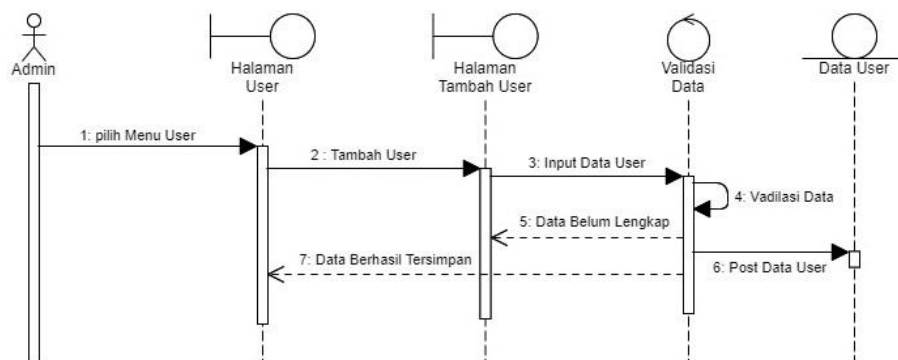 Admin
Halaman
User
Halaman
Tambah User
Validasi
Data
Data User
1: pilih Menu User
2 : Tambah User
3: Input Data User
4: Vadilasi Data
5: Data Belum Lengkap
6: Post Data User
7: Data Berhasil Tersimpan